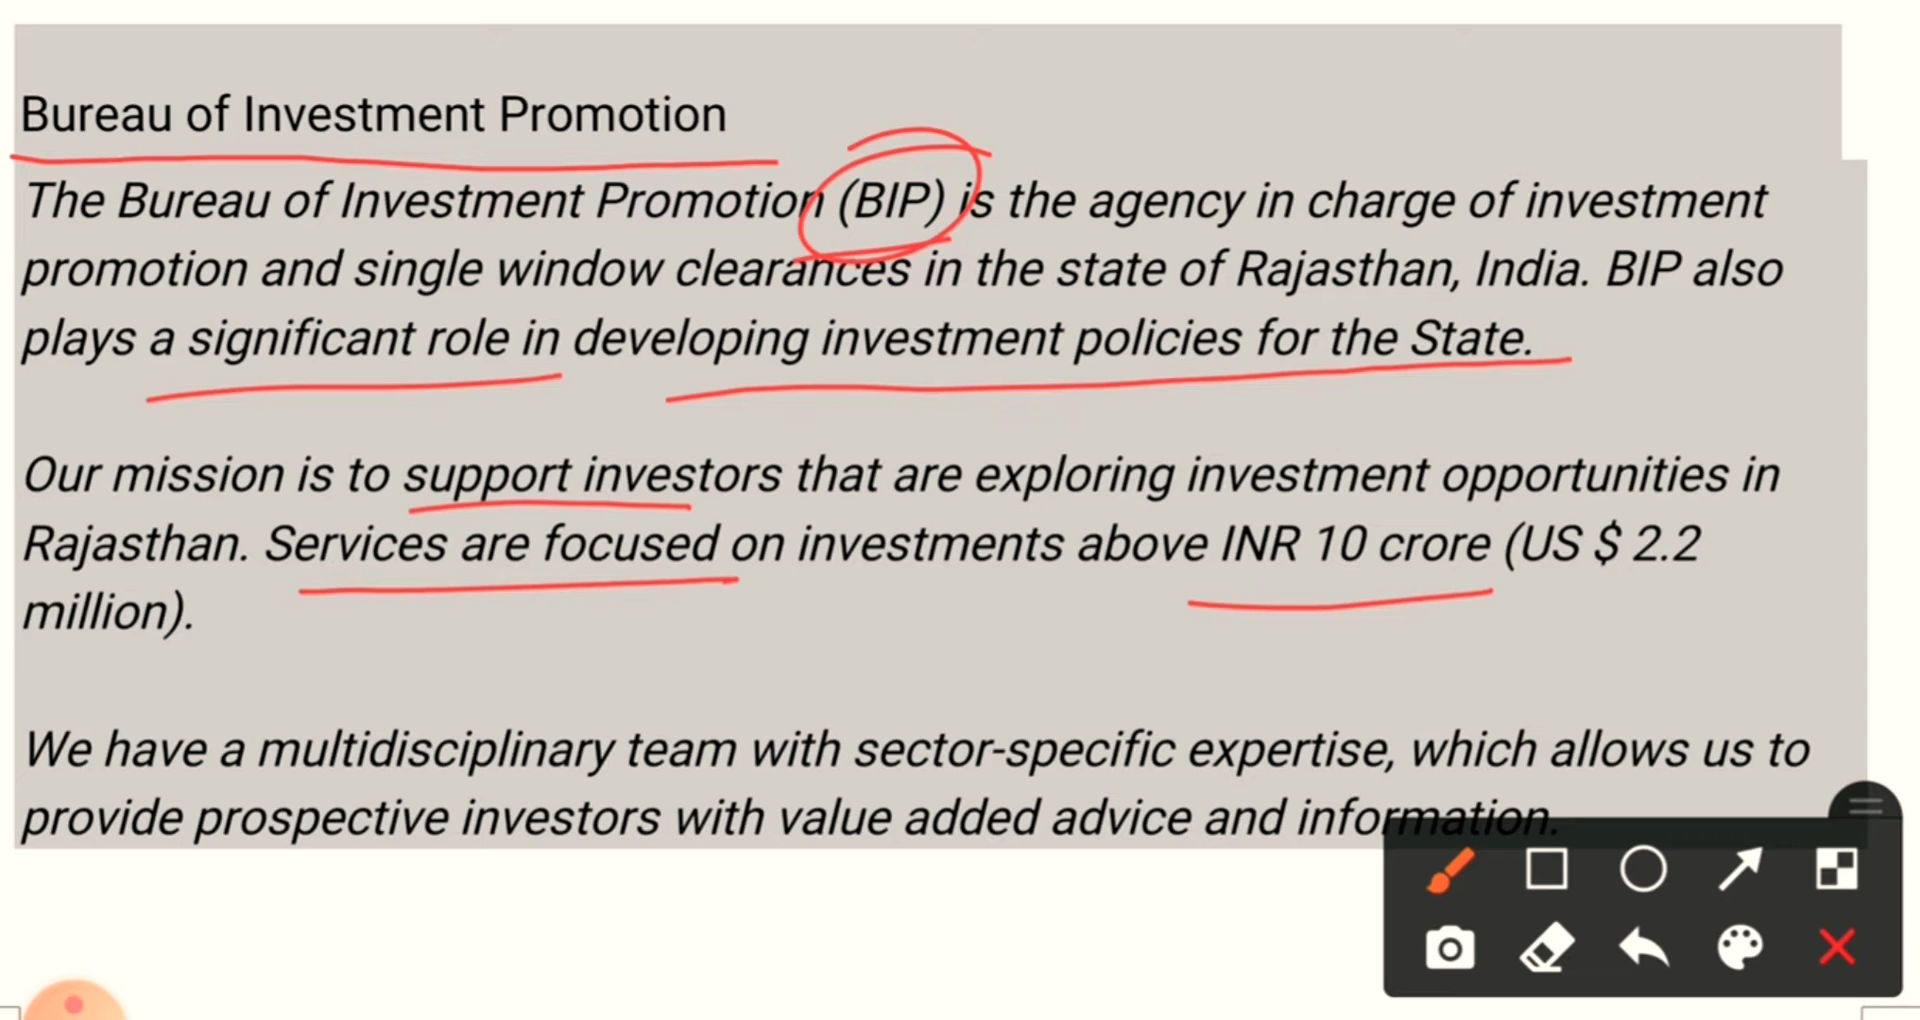 Bureau of Investment Promotion
The Bureau of Investment Promotion (BIP) is the agency in charge of investment
promotion and single window clearances in the state of Rajasthan, India. BIP also
plays a significant role in developing investment policies for the State.
Our mission is to support investors that are exploring investment opportunities in
Rajasthan. Services are focused on investments above INR 10 crore (US $ 2.2
million).
We have a multidisciplinary team with sector-specific expertise, which allows us to
provide prospective investors with value added advice and information.